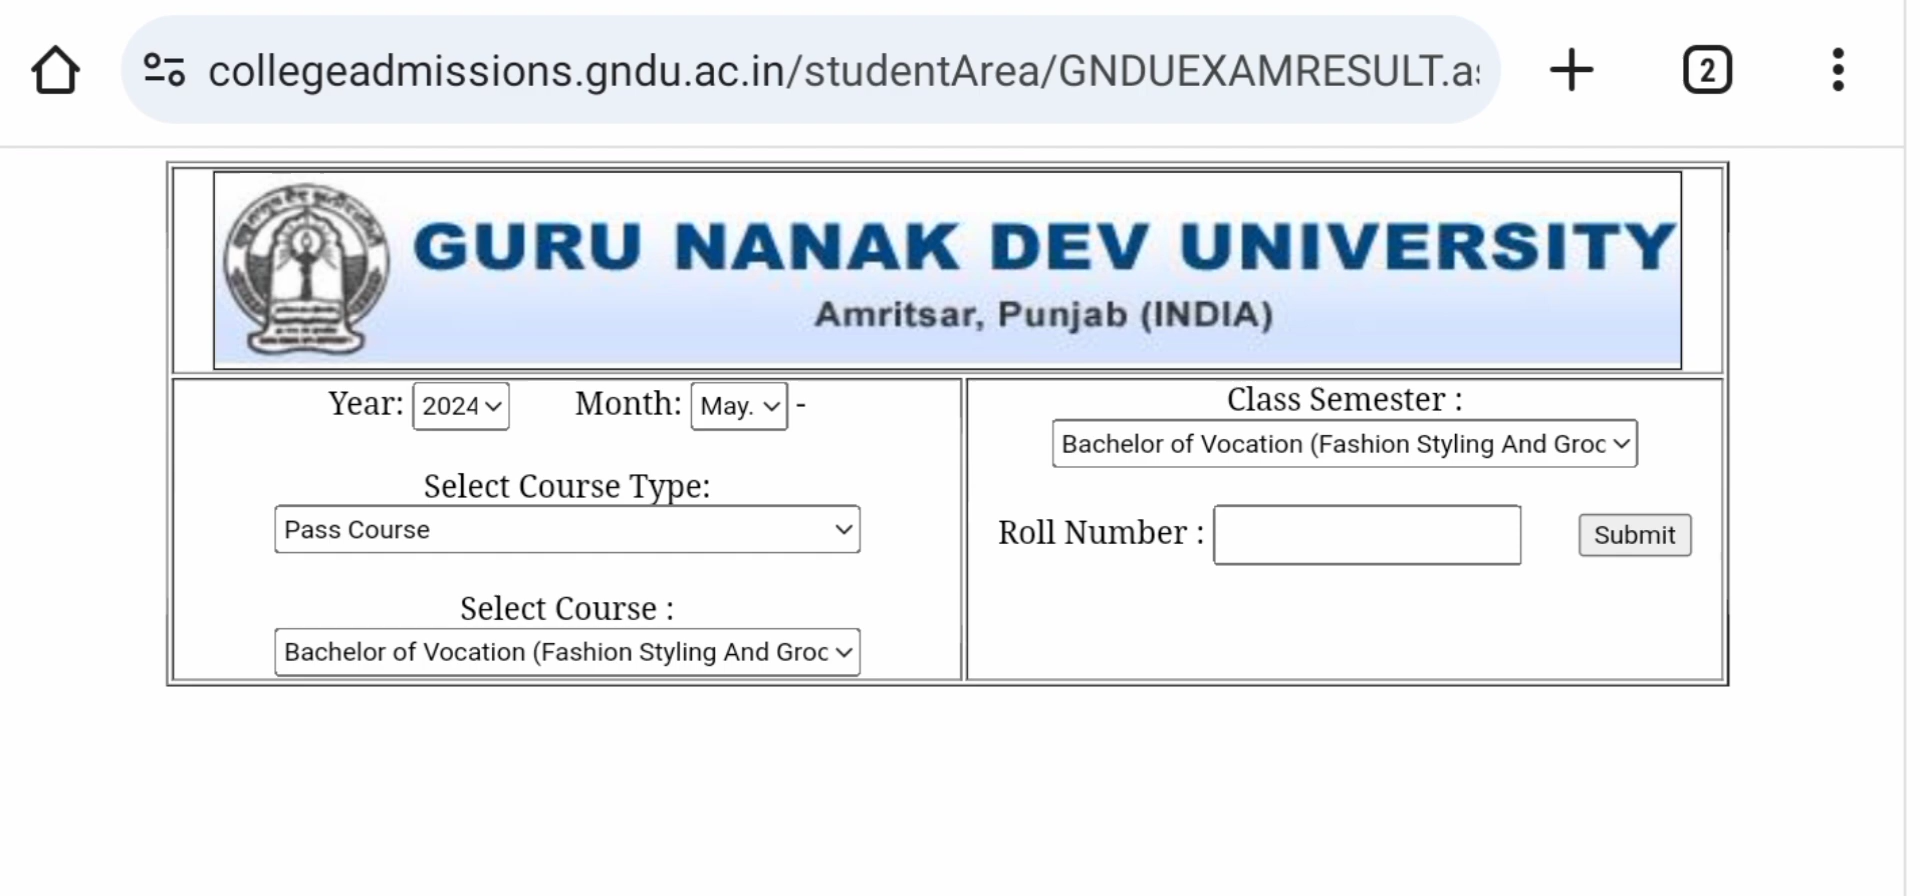 collegeadmissions.gndu.ac.in/studentArea/GNDUEXAMRESULT.as
2
GURU NANAK DEV UNIVERSITY
Amritsar, Punjab (INDIA)
Year: 2024 Month: May. -
Select Course Type:
Pass Course
Select Course :
Bachelor of Vocation (Fashion Styling And Groc
Class Semester :
Bachelor of Vocation (Fashion Styling And Groc
Roll Number :
Submit